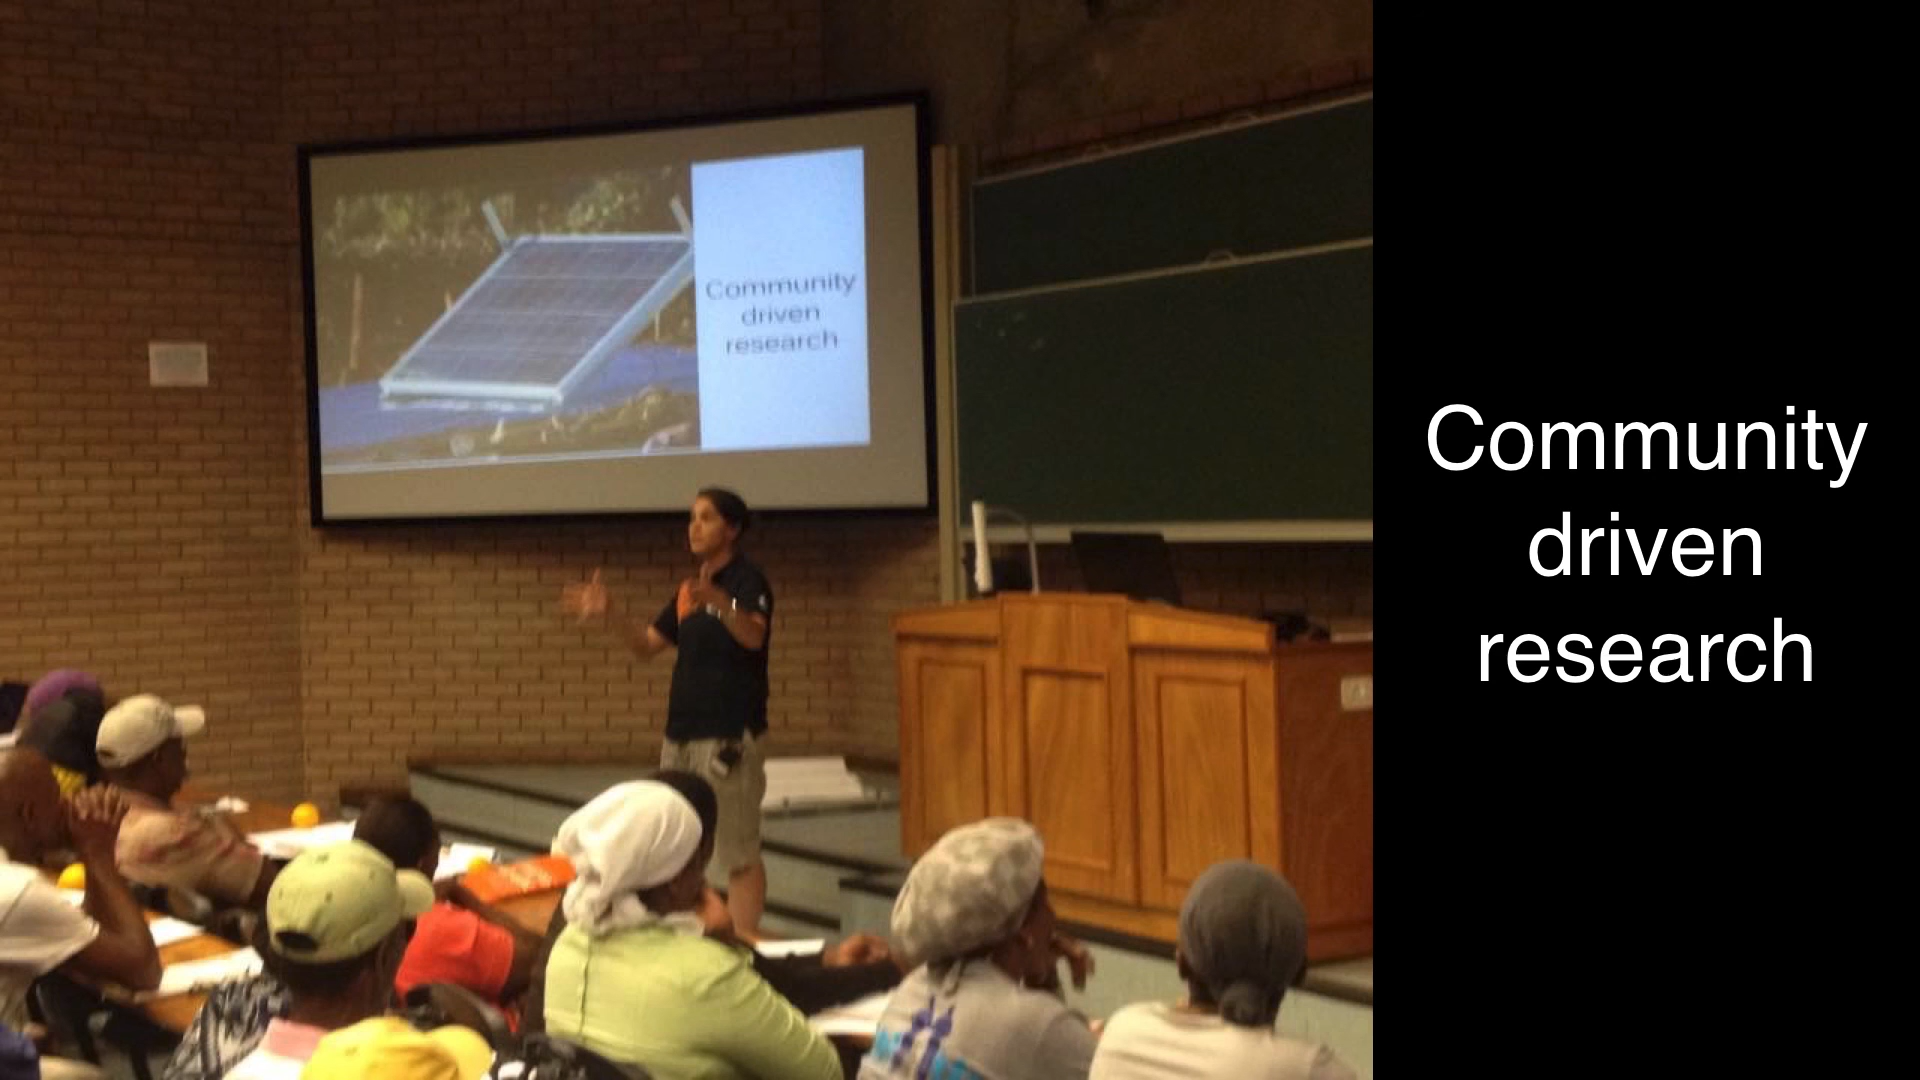 Community
driven
research
Community
driven
research